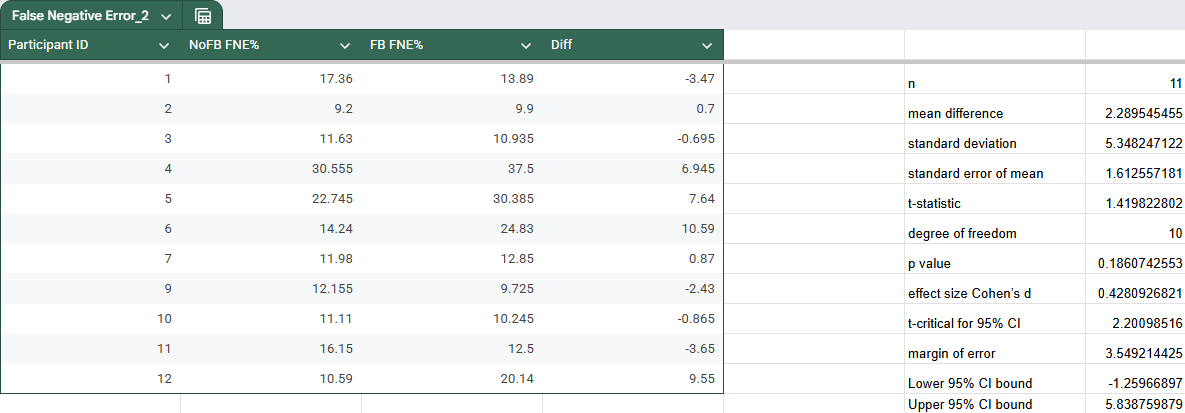 False Negative Error_2
Participant ID NoFB FNE% FB FNE% Diff
1 17.36 13.89 -3.47 n 11
2 9.2 9.9 0.7 mean difference 2.289545455
3 11.63 10.935 -0.695 standard deviation 5.348247122
4 30.555 37.5 6.945 standard error of mean 1.612557181
5 22.745 30.385 7.64 t-statistic 1.419822802
6 14.24 24.83 10.59 degree of freedom 10
7 11.98 12.85 0.87 p value 0.1860742553
9 12.155 9.725 -2.43 effect size Cohen's d 0.4280926821
10 11.11 10.245 -0.865 t-critical for 95% CI 2.20098516
11 16.15 12.5 -3.65 margin of error 3.549214425
12 10.59 20.14 9.55 Lower 95% CI bound -1.25966897
Upper 95% CI bound 5.838759879